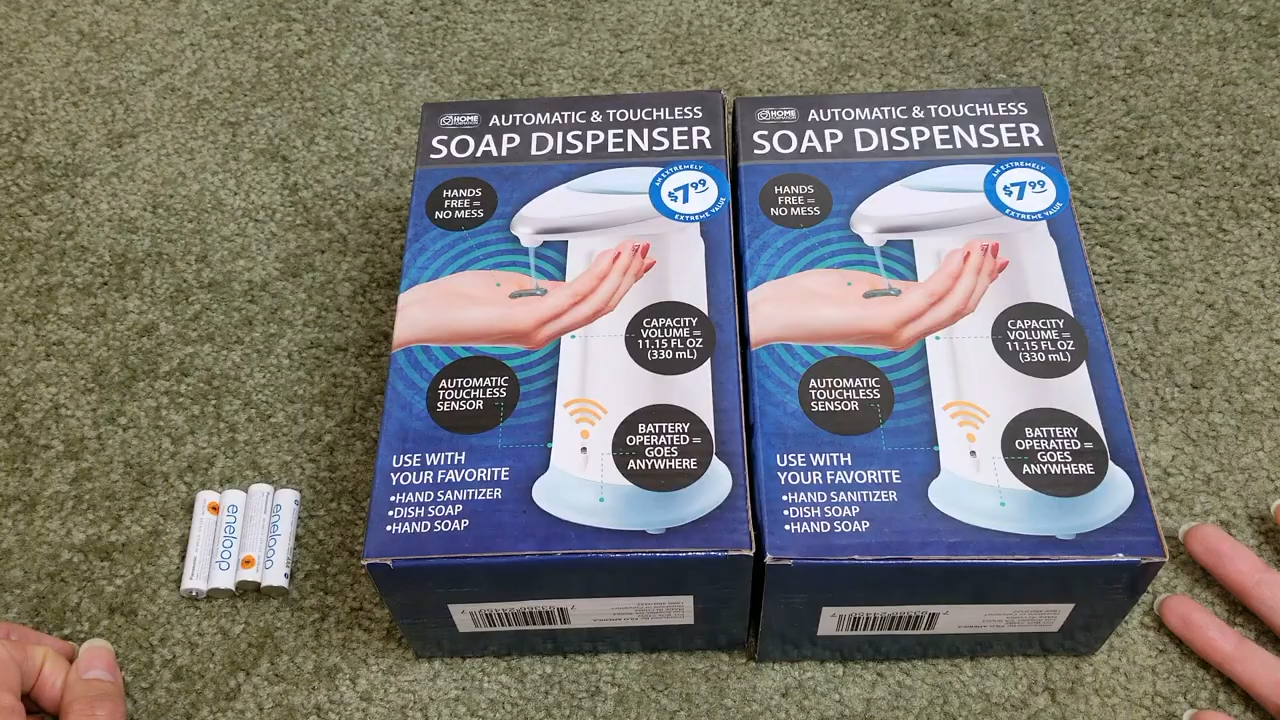 HOME
AUTOMATIC & TOUCHLESS
SOAP DISPENSER
HANDS
FREE =
NO MESS
AN EXTREMELY
$7.99
EXTREME VALUE
CAPACITY
VOLUME =
11.15 FL OZ
(330 mL)
AUTOMATIC
TOUCHLESS
SENSOR
BATTERY
OPERATED =
GOES
ANYWHERE
USE WITH
YOUR FAVORITE
•HAND SANITIZER
•DISH SOAP
•HAND SOAP
HOME
AUTOMATIC & TOUCHLESS
SOAP DISPENSER
HANDS
FREE =
NO MESS
AN EXTREMELY
$7.99
EXTREME VALUE
CAPACITY
VOLUME =
11.15 FL OZ
(330 mL)
AUTOMATIC
TOUCHLESS
SENSOR
BATTERY
OPERATED =
GOES
ANYWHERE
USE WITH
YOUR FAVORITE
•HAND SANITIZER
•DISH SOAP
•HAND SOAP
Panasonic
eneloop
eneloop